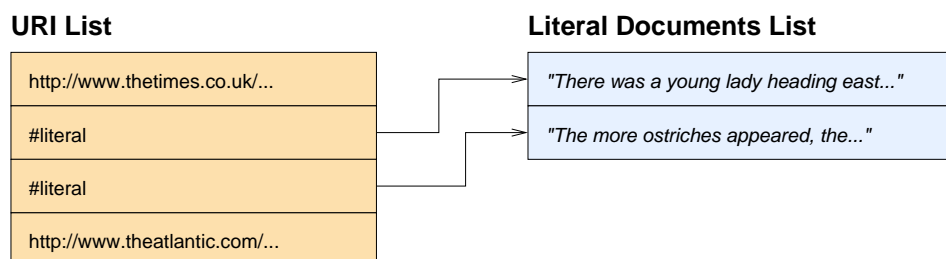 URI List
http://www.thetimes.co.uk/...
#literal
#literal
http://www.theatlantic.com/...
Literal Documents List
"There was a young lady heading east..."
"The more ostriches appeared, the..."